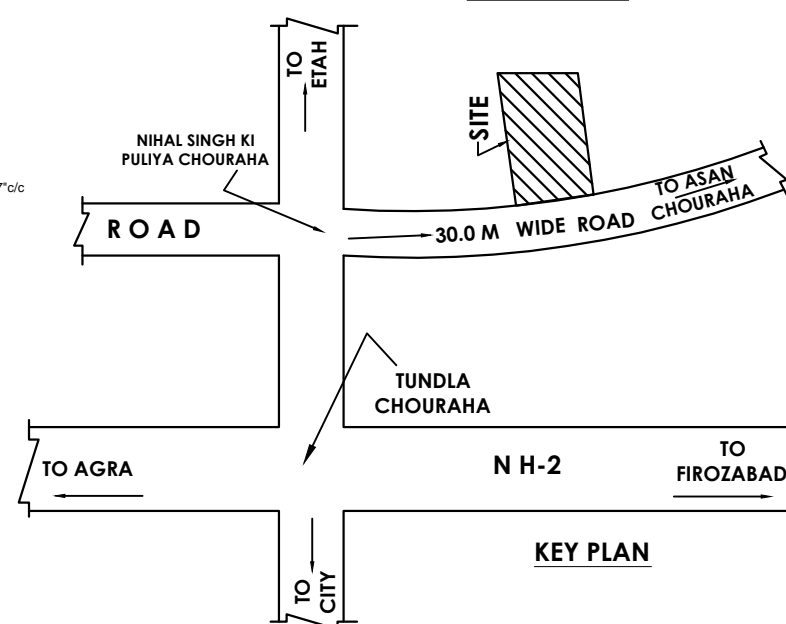 TO
ETAH
NIHAL SINGH KI
PULIYA CHOURAHA
SITE
7"c/c
ROAD
30.0 M WIDE ROAD
TO ASAN
CHOURAHA
TUNDLA
CHOURAHA
TO AGRA
N H-2
TO
FIROZABAD
TO
CITY
KEY PLAN